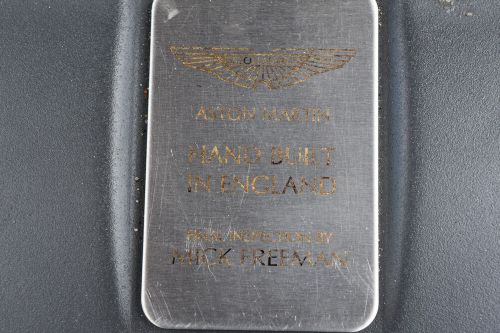 ASTON MARTIN
HAND BUILT
IN ENGLAND
FINAL INSPECTION BY
MICK FREEMAN